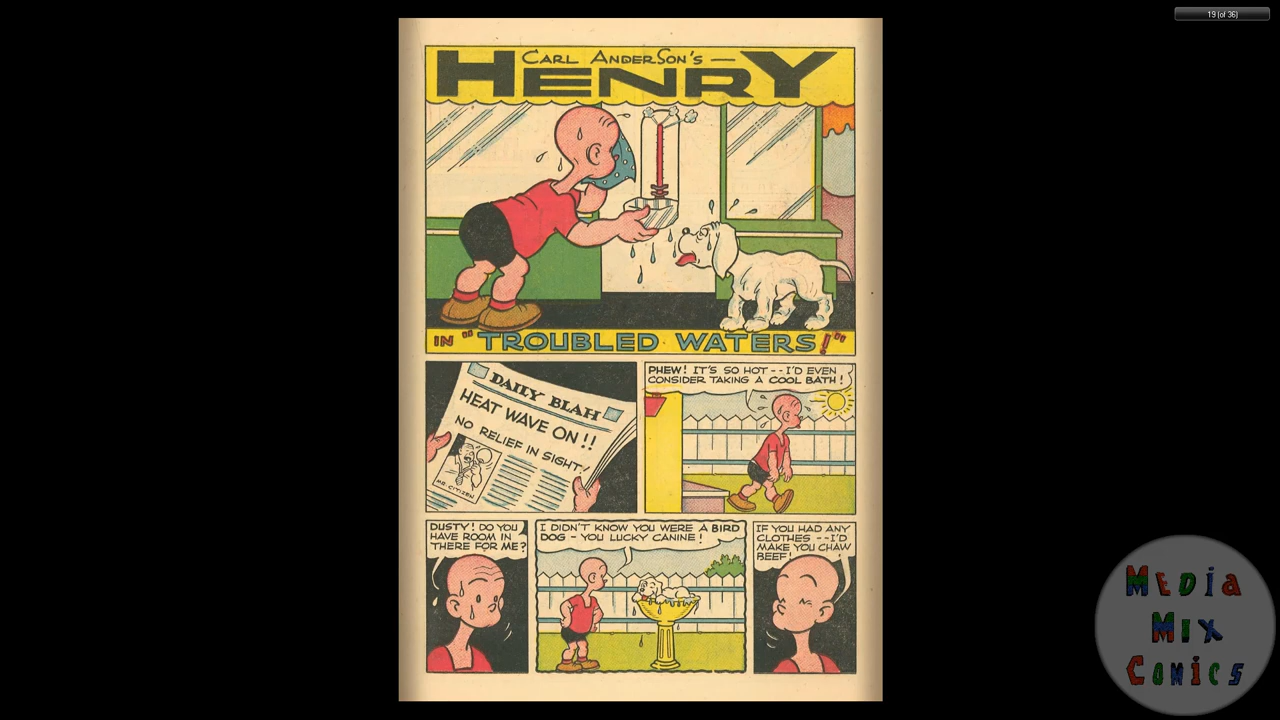 19 (of 36)
CARL ANDERSON'S —
HENRY
IN "TROUBLED WATERS!"
DAILY BLAH
HEAT WAVE ON!!
NO RELIEF IN SIGHT!
MR. CITIZEN
PHEW! IT'S SO HOT -- I'D EVEN
CONSIDER TAKING A COOL BATH!
DUSTY! DO YOU
HAVE ROOM IN
THERE FOR ME?
I DIDN'T KNOW YOU WERE A BIRD
DOG - YOU LUCKY CANINE!
IF YOU HAD ANY
CLOTHES -- I'D
MAKE YOU CHAW
BEEF!
MEDiA
MiX
COMiCS